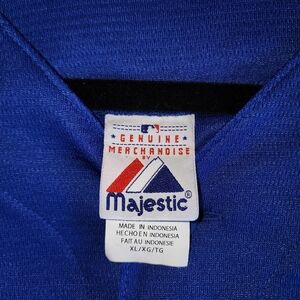 GENUINE
MERCHANDISE
BY
Majestic®
MADE IN INDONESIA
HECHO EN INDONESIA
FAIT AU INDONESIE
XL/XG/TG